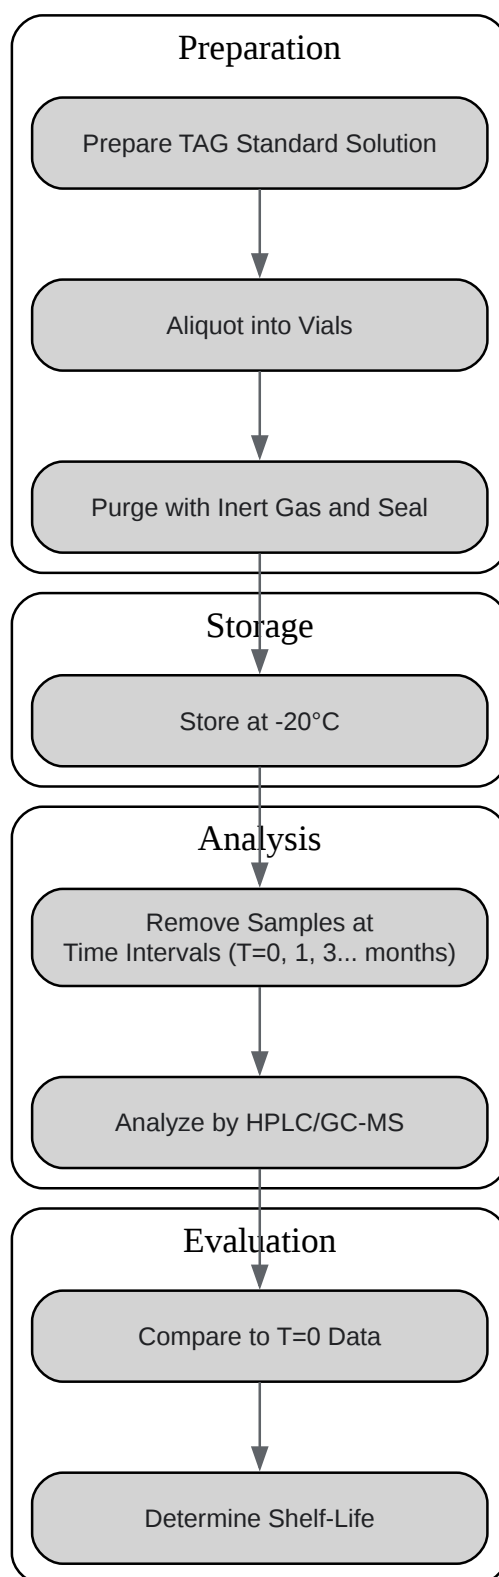 Preparation
Prepare TAG Standard Solution
Aliquot into Vials
Purge with Inert Gas and Seal
Storage
Store at -20°C
Analysis
Remove Samples at
Time Intervals (T=0, 1, 3... months)
Analyze by HPLC/GC-MS
Evaluation
Compare to T=0 Data
Determine Shelf-Life